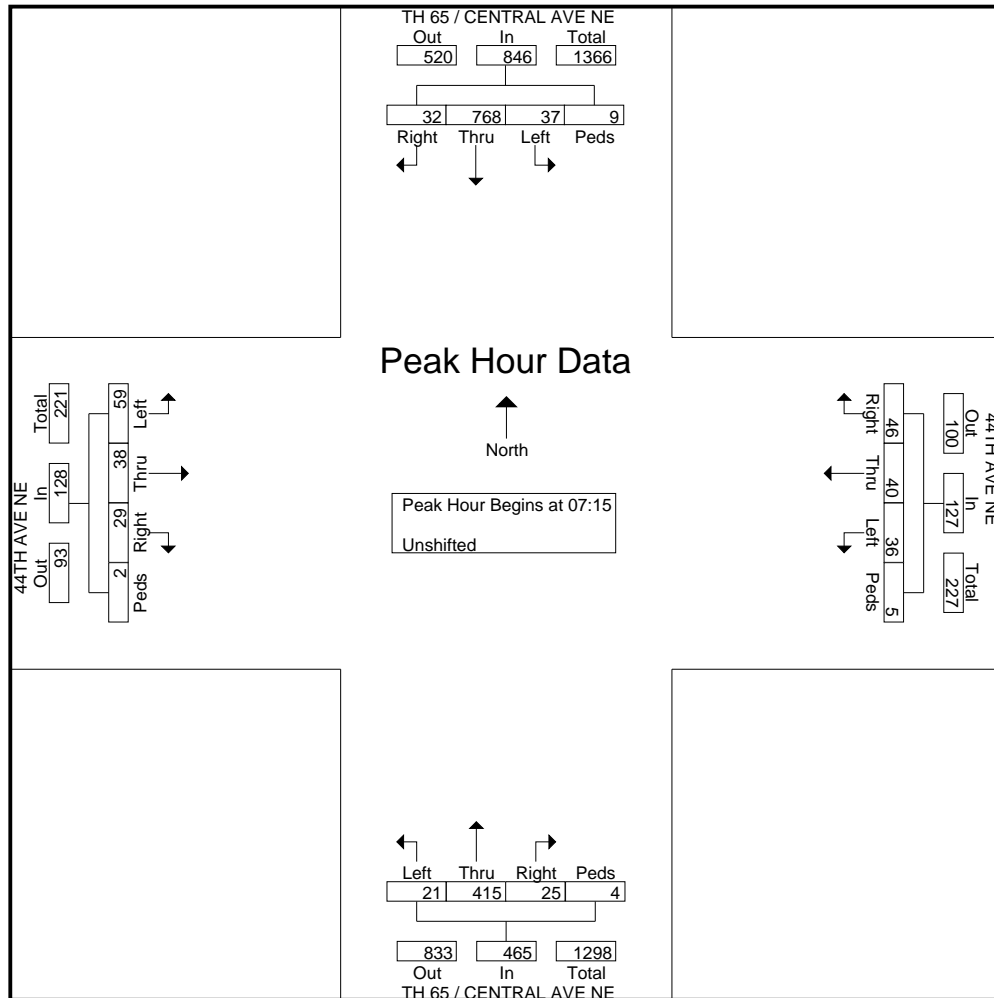 TH 65 / CENTRAL AVE NE
Out In Total
520 846 1366
32 768 37 9
Right Thru Left Peds
Peak Hour Data
North
Peak Hour Begins at 07:15
Unshifted
44TH AVE NE
Out In Total
93 128 221
59 38 29 2
Left Thru Right Peds
44TH AVE NE
Out In Total
100 127 227
46 40 36 5
Right Thru Left Peds
Left Thru Right Peds
21 415 25 4
833 465 1298
Out In Total
TH 65 / CENTRAL AVE NE